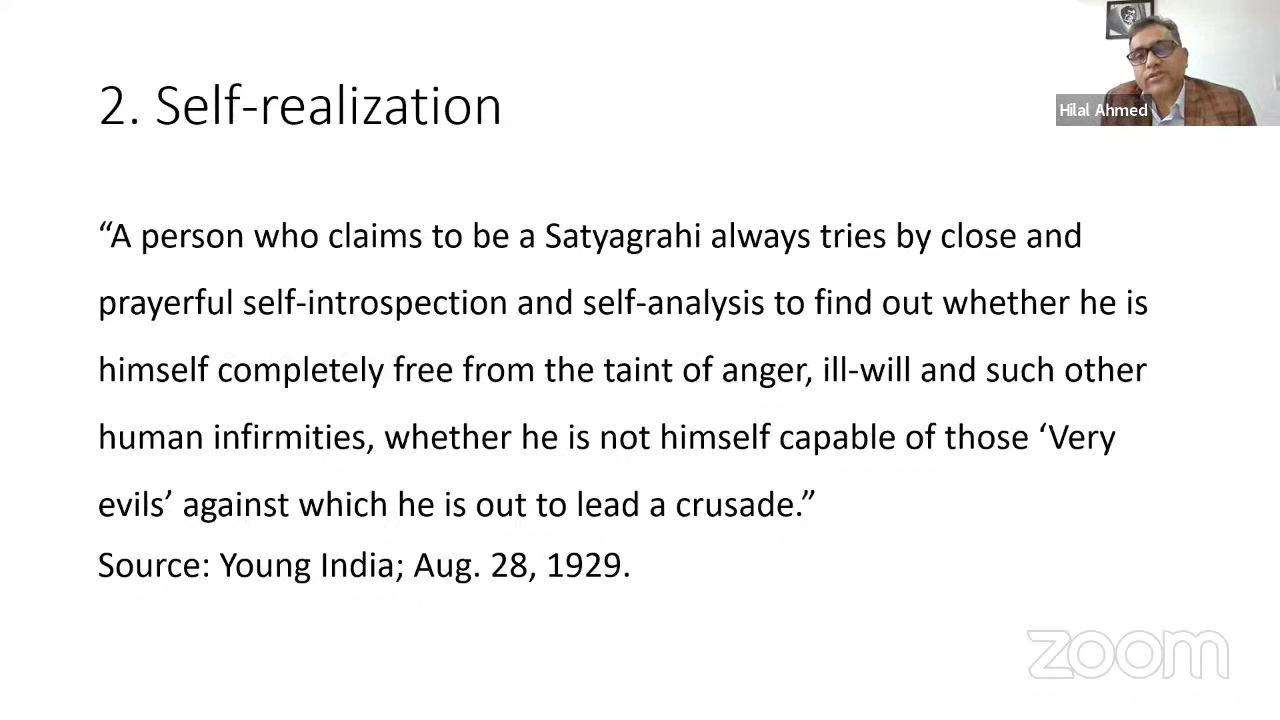 2. Self-realization
Hilal Ahmed
“A person who claims to be a Satyagrahi always tries by close and
prayerful self-introspection and self-analysis to find out whether he is
himself completely free from the taint of anger, ill-will and such other
human infirmities, whether he is not himself capable of those ‘Very
evils’ against which he is out to lead a crusade.”
Source: Young India; Aug. 28, 1929.
zoom